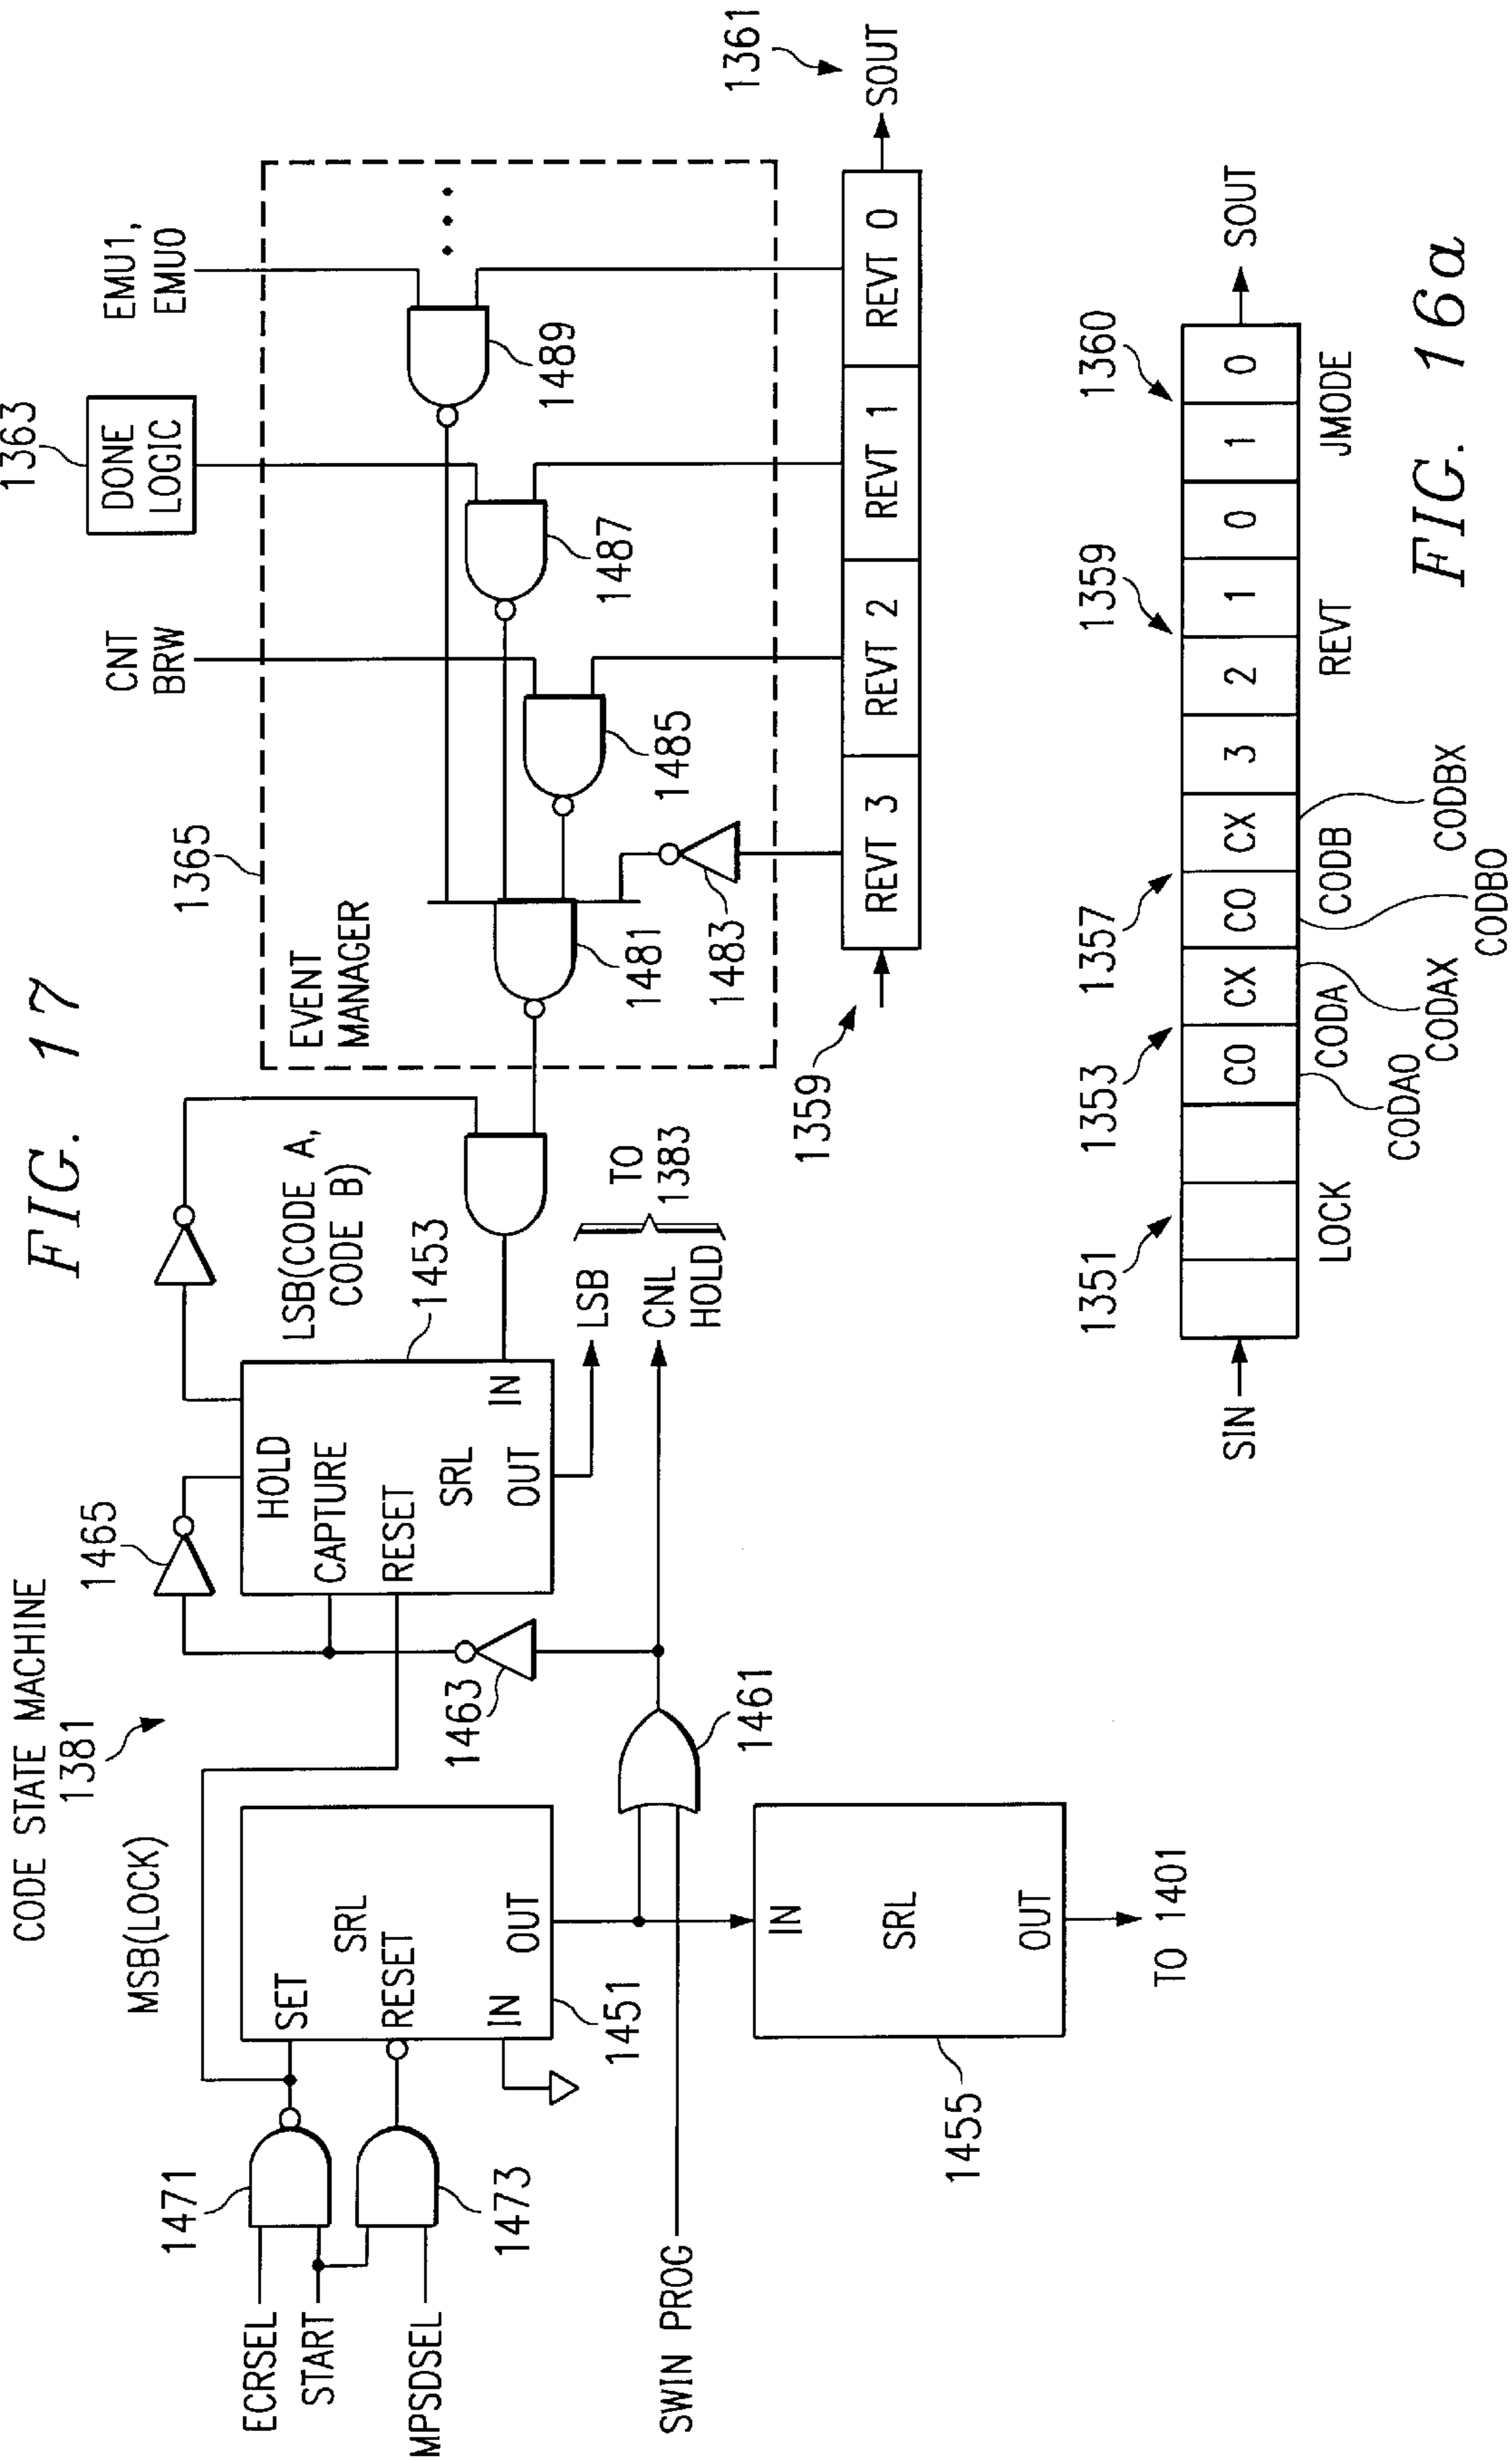 FIG. 17
CODE STATE MACHINE
1381
1465
MSB(LOCK)
LSB(CODE A,
CODE B)
1453
ECRSEL
START
MPSDSEL
1471
1473
SET
SRL
RESET
IN
OUT
1451
HOLD
CAPTURE
RESET
SRL
IN
OUT
1463
1461
LSB
CNL
HOLD
TO
1383
SWIN PROG
IN
SRL
OUT
1455
TO 1401
1365
EVENT
MANAGER
CNT
BRW
1363
DONE
LOGIC
EMU1,
EMU0
1489
1487
1485
1481
1483
1359
REVT 3
REVT 2
REVT 1
REVT 0
SOUT
1361
1351
1353
1357
1359
1360
SIN
CO
CX
CO
CX
3
2
1
0
1
0
SOUT
LOCK
CODA
CODB
REVT
JMODE
CODA0
CODAX
CODB0
CODBX
FIG. 16a